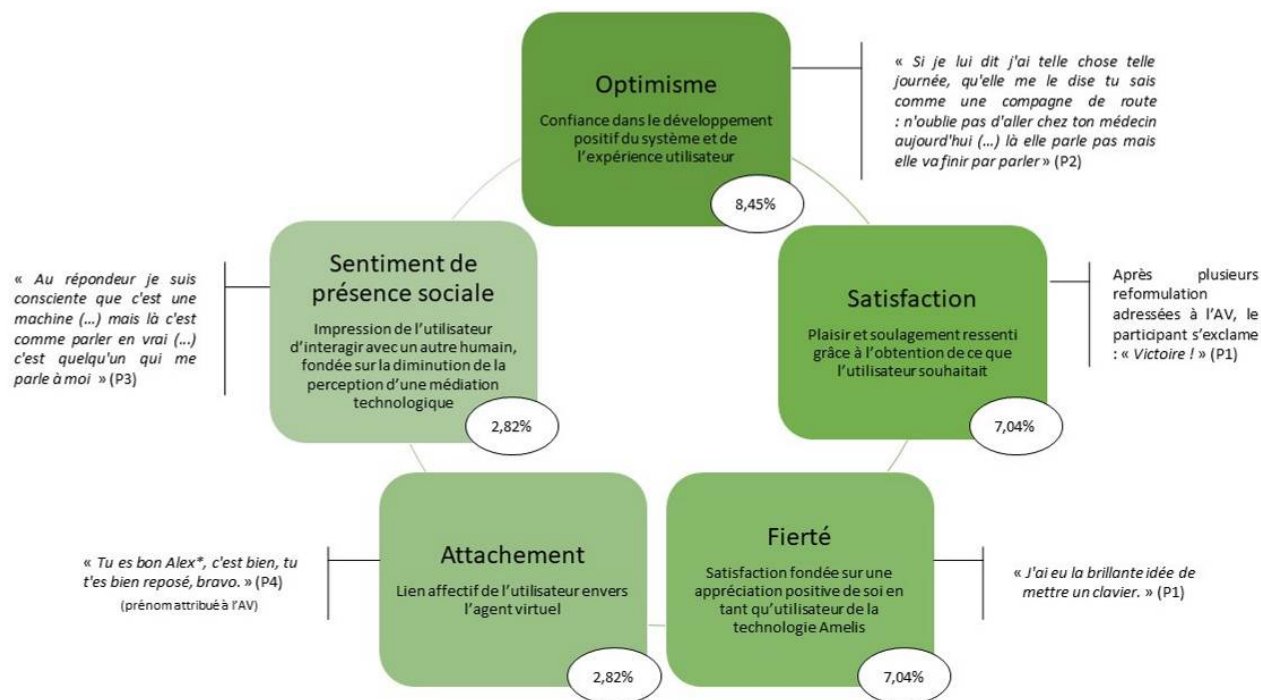 Optimisme
Confiance dans le développement
positif du système et de
l'expérience utilisateur
8,45%
« Si je lui dit j'ai telle chose telle
journée, qu'elle me le dise tu sais
comme une compagne de route
: n'oublie pas d'aller chez ton médecin
aujourd'hui (...) là elle parle pas mais
elle va finir par parler » (P2)
Satisfaction
Plaisir et soulagement ressenti
grâce à l'obtention de ce que
l'utilisateur souhaitait
7,04%
Après plusieurs
reformulation
adressées à l'AV, le
participant s'exclame
: « Victoire ! » (P1)
Fierté
Satisfaction fondée sur une
appréciation positive de soi en
tant qu'utilisateur de la
technologie Amelis
7,04%
« J'ai eu la brillante idée de
mettre un clavier. » (P1)
Attachement
Lien affectif de l'utilisateur envers
l'agent virtuel
2,82%
« Tu es bon Alex*, c'est bien, tu
t'es bien reposé, bravo. » (P4)
(prénom attribué à l'AV)
Sentiment de
présence sociale
Impression de l'utilisateur
d'interagir avec un autre humain,
fondée sur la diminution de la
perception d'une médiation
technologique
2,82%
« Au répondeur je suis
consciente que c'est une
machine (...) mais là c'est
comme parler en vrai (...)
c'est quelqu'un qui me
parle à moi » (P3)